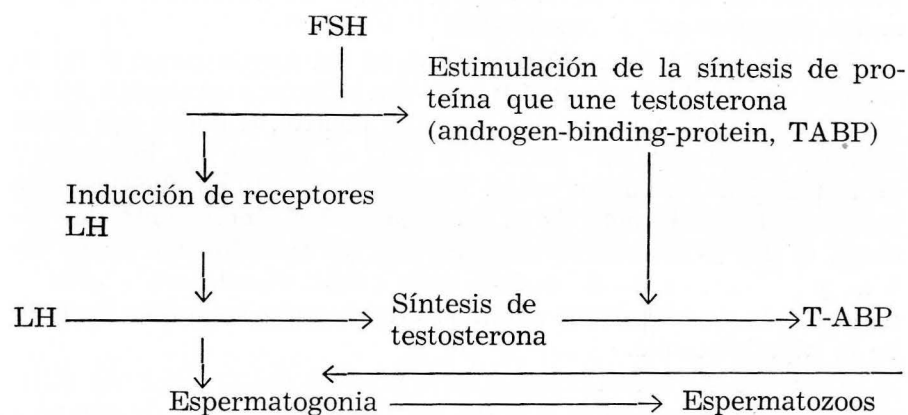 FSH
Estimulación de la síntesis de pro-
teína que une testosterona
(androgen-binding-protein, TABP)
Inducción de receptores
LH
LH
Síntesis de
testosterona
T-ABP
Espermatogonia
Espermatozoos